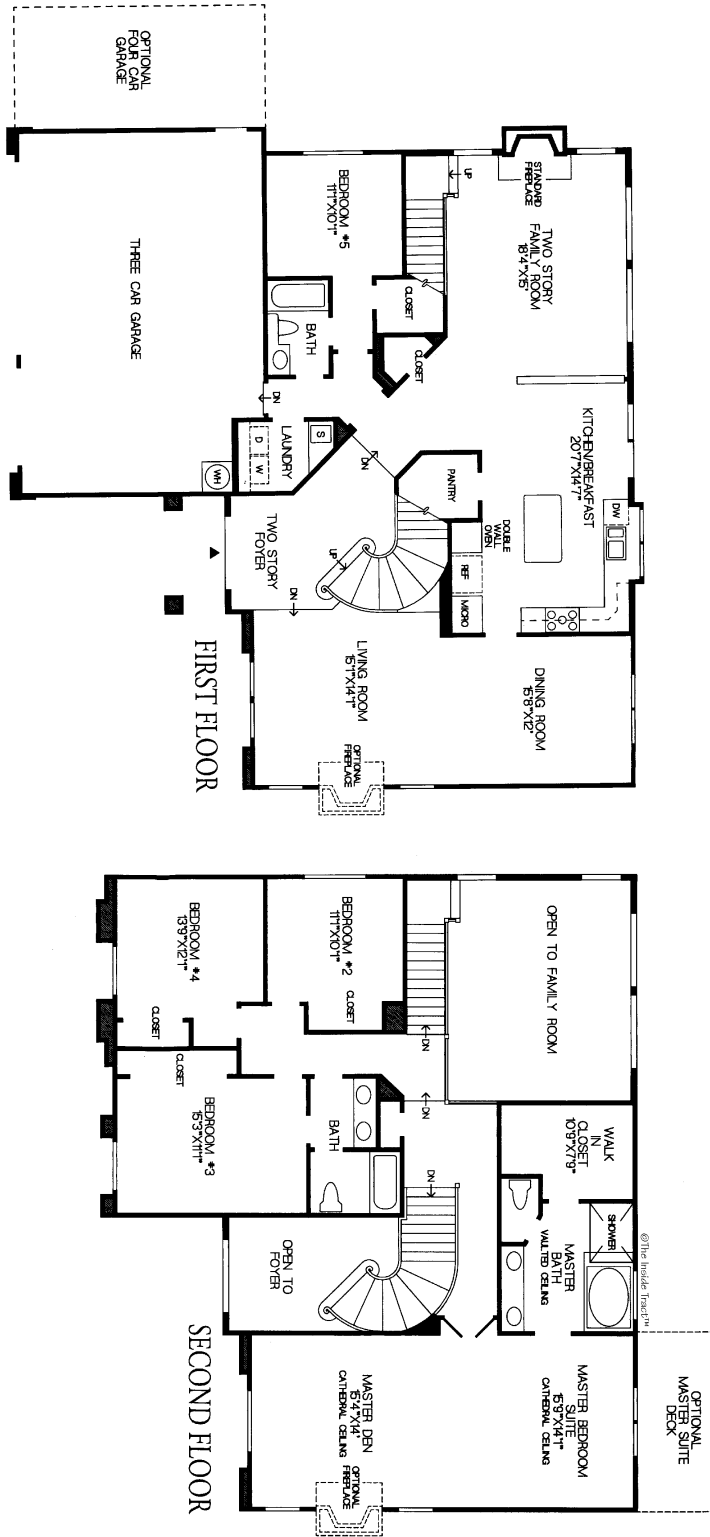 OPTIONAL
FOUR CAR
GARAGE
THREE CAR GARAGE
BEDROOM #5
11'1"X10'1"
UP
STANDARD
FIREPLACE
TWO STORY
FAMILY ROOM
18'4"X15'
CLOSET
CLOSET
BATH
DN
LAUNDRY
S
D
W
WH
DN
PANTRY
KITCHEN/BREAKFAST
20'7"X14'7"
DW
DOUBLE
WALL
OVEN
REF
MICRO
TWO STORY
FOYER
UP
DN
LIVING ROOM
15'1"X14'1"
DINING ROOM
15'8"X12'
OPTIONAL
FIREPLACE
FIRST FLOOR
BEDROOM #4
13'9"X12'1"
CLOSET
BEDROOM #2
11'1"X10'1"
CLOSET
OPEN TO FAMILY ROOM
DN
DN
CLOSET
BEDROOM #3
15'3"X11'1"
BATH
DN
WALK
IN
CLOSET
10'9"X7'9"
SHOWER
MASTER
BATH
VAULTED CEILING
©The Inside Tract™
OPEN TO
FOYER
MASTER DEN
15'4"X14'
CATHEDRAL CEILING
OPTIONAL
FIREPLACE
MASTER BEDROOM
SUITE
15'9"X14'1"
CATHEDRAL CEILING
OPTIONAL
MASTER SUITE
DECK
SECOND FLOOR